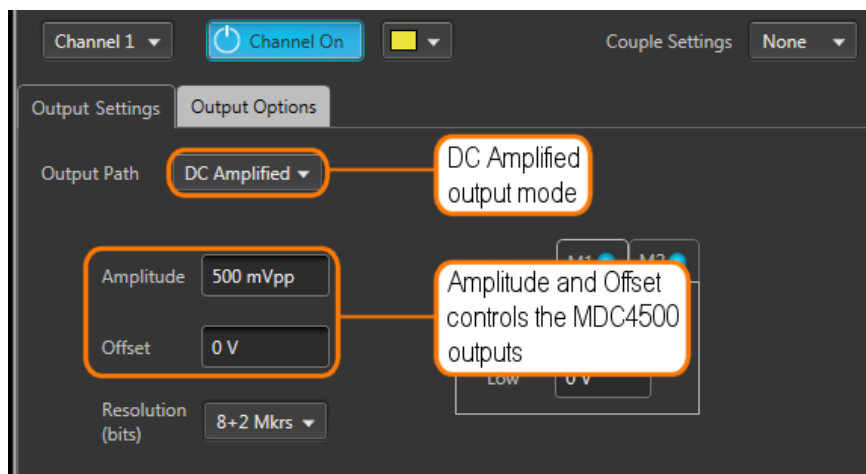 Channel 1
Channel On
Couple Settings
None
Output Settings
Output Options
Output Path
DC Amplified
DC Amplified
output mode
Amplitude
500 mVpp
M1
M2
Amplitude and Offset
controls the MDC4500
outputs
Offset
0 V
Low
0 V
Resolution
(bits)
8+2 Mkrs